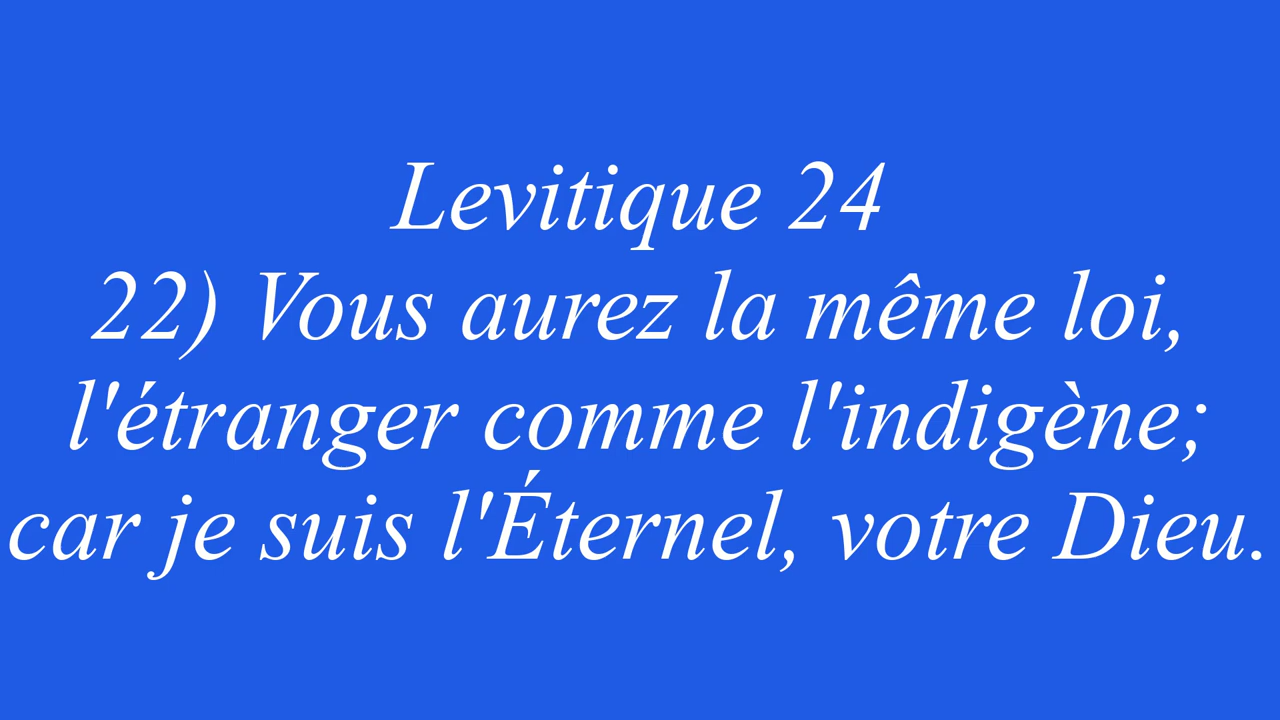 Levitique 24
22) Vous aurez la même loi,
l'étranger comme l'indigène;
car je suis l'Éternel, votre Dieu.